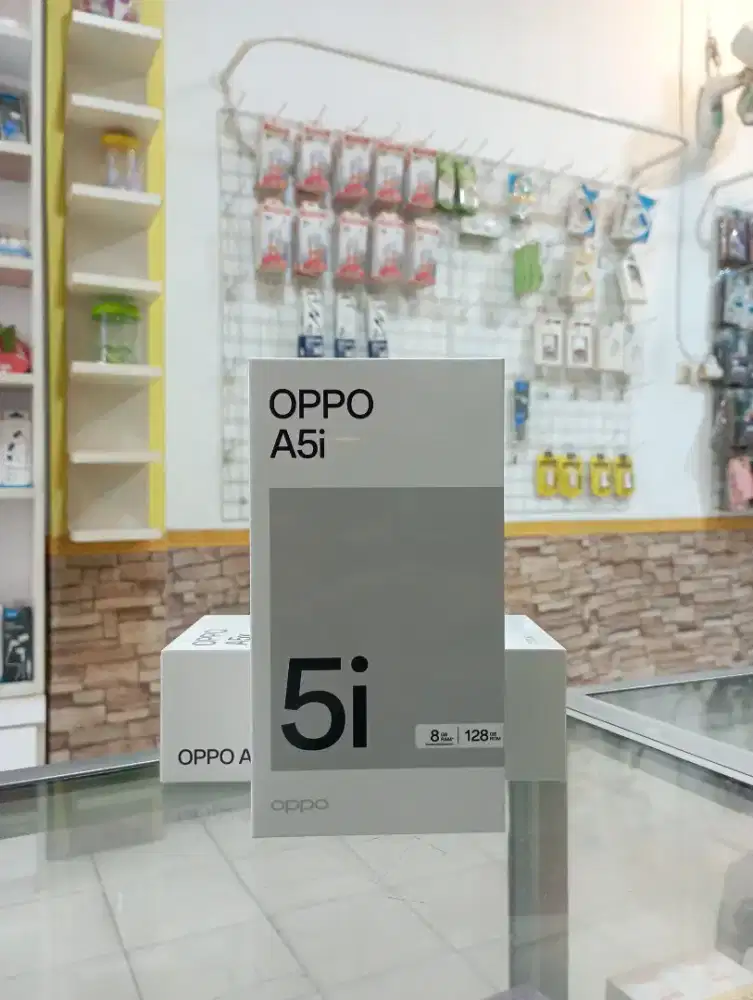 OPPO
A5i
5i
8 GB RAM | 128 GB ROM
oppo
OPPO A